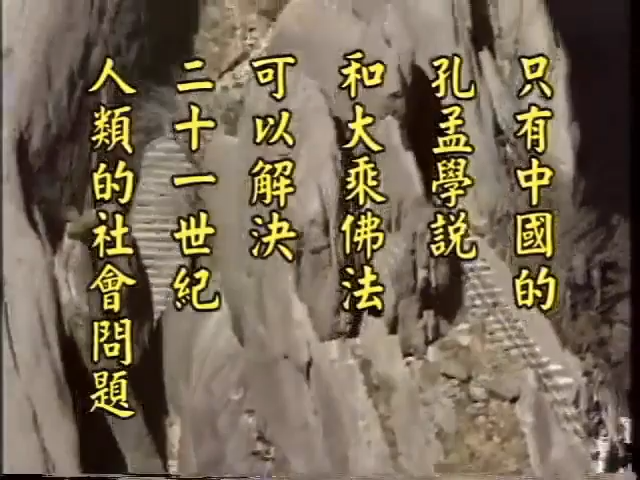 只有中國的
孔孟學説
和大乘佛法
可以解決
二十一世紀
人類的社會問題